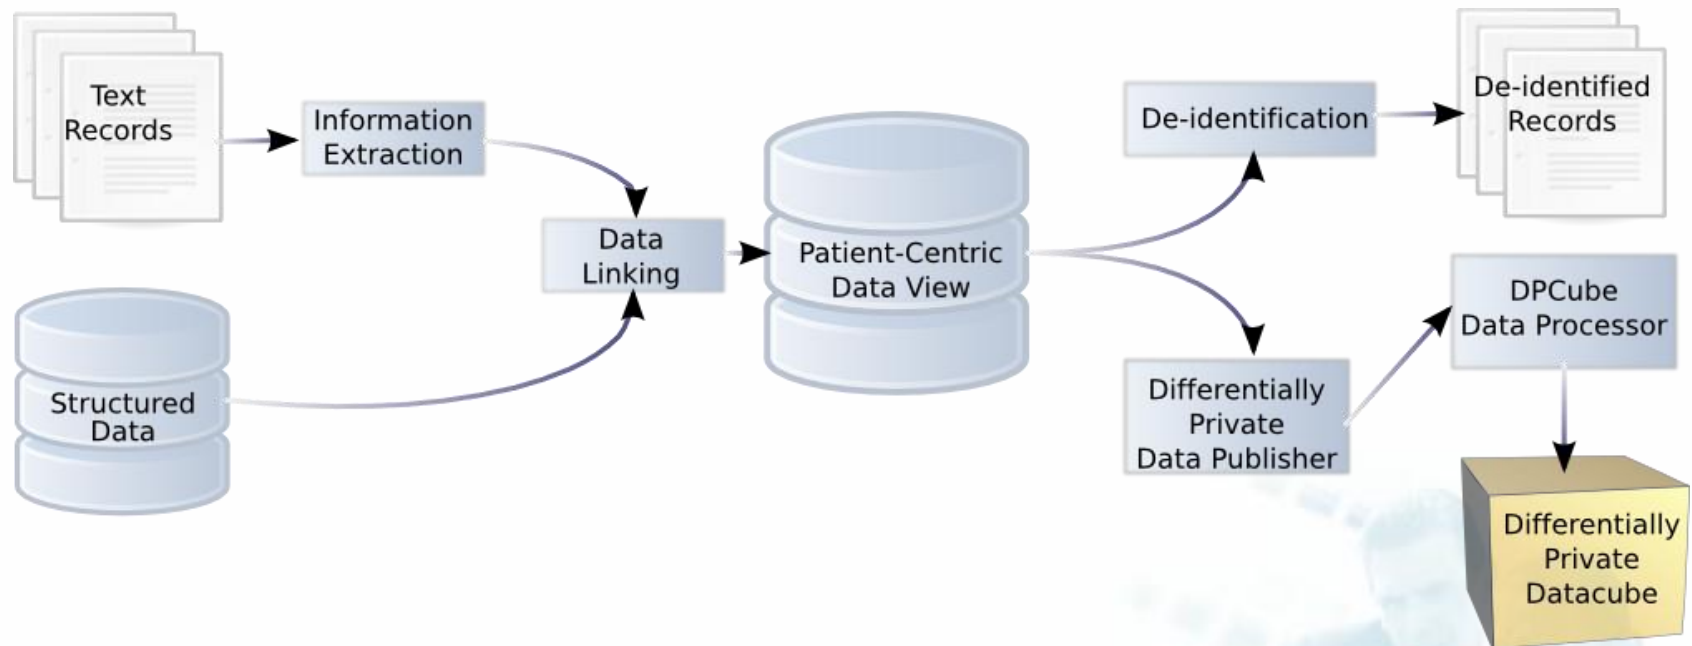 Text
Records
Information
Extraction
Data
Linking
Structured
Data
Patient-Centric
Data View
De-identification
De-identified
Records
Differentially
Private
Data Publisher
DPCube
Data Processor
Differentially
Private
Datacube